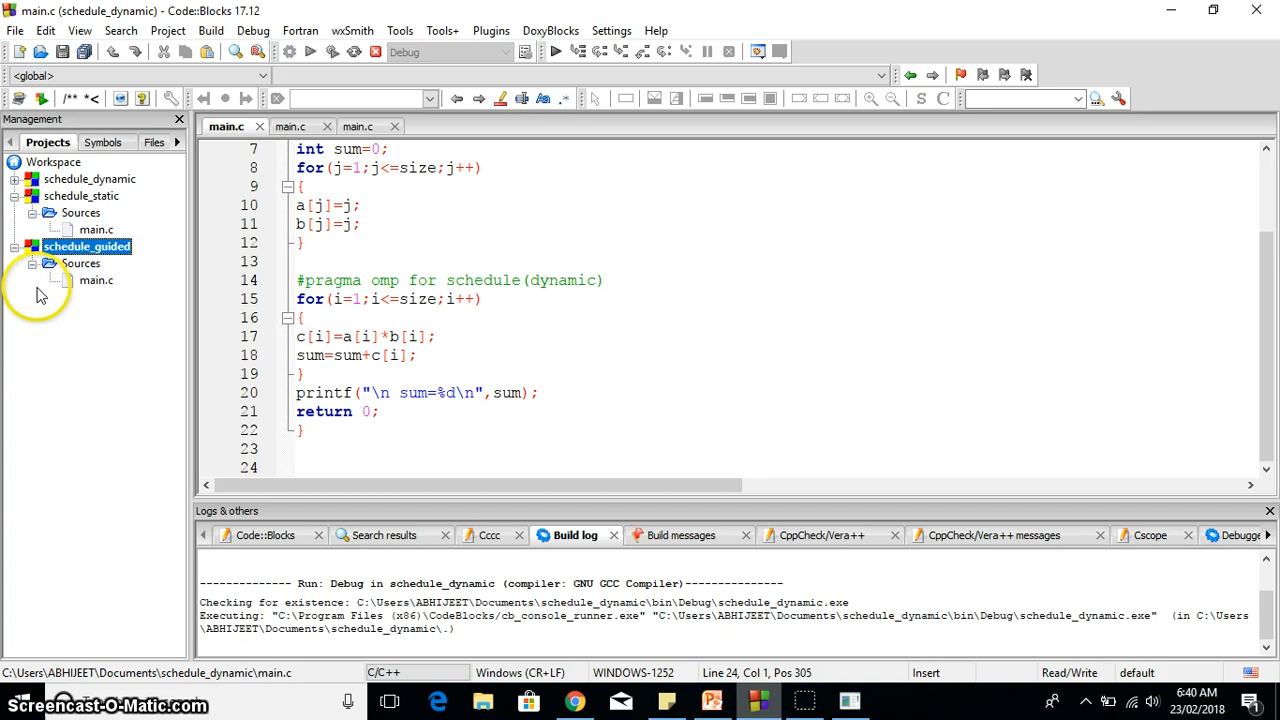 main.c (schedule_dynamic) - Code::Blocks 17.12
File Edit View Search Project Build Debug Fortran wxSmith Tools Tools+ Plugins DoxyBlocks Settings Help
Debug
<global>
/** *<
S C
Management
Projects Symbols Files
Workspace
schedule_dynamic
schedule_static
Sources
main.c
schedule_guided
Sources
main.c
main.c main.c main.c
7 int sum=0;
8 for(j=1;j<=size;j++)
9 {
10 a[j]=j;
11 b[j]=j;
12 }
13
14 #pragma omp for schedule(dynamic)
15 for(i=1;i<=size;i++)
16 {
17 c[i]=a[i]*b[i];
18 sum=sum+c[i];
19 }
20 printf("\n sum=%d\n",sum);
21 return 0;
22 }
23
24
Logs & others
Code::Blocks Search results Cccc Build log Build messages CppCheck/Vera++ CppCheck/Vera++ messages Cscope Debugge
-------------- Run: Debug in schedule_dynamic (compiler: GNU GCC Compiler)---------------
Checking for existence: C:\Users\ABHIJEET\Documents\schedule_dynamic\bin\Debug\schedule_dynamic.exe
Executing: "C:\Program Files (x86)\CodeBlocks/cb_console_runner.exe" "C:\Users\ABHIJEET\Documents\schedule_dynamic\bin\Debug\schedule_dynamic.exe" (in C:\Users
\ABHIJEET\Documents\schedule_dynamic\.)
C:\Users\ABHIJEET\Documents\schedule_dynamic\main.c C/C++ Windows (CR+LF) WINDOWS-1252 Line 24, Col 1, Pos 305 Insert Read/Write default
Screencast-O-Matic.com
6:40 AM
23/02/2018